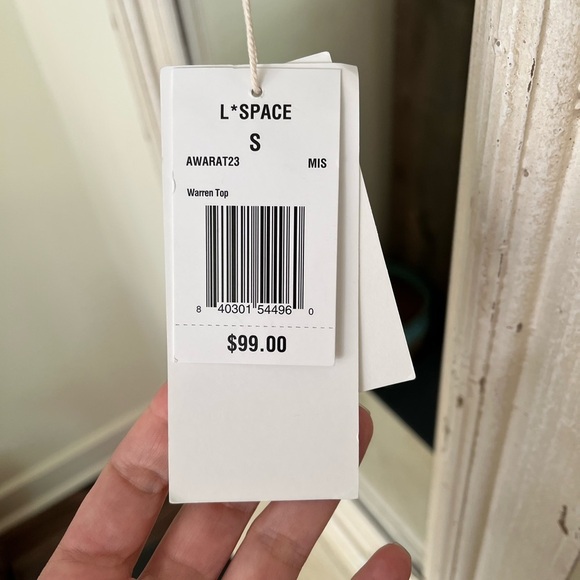 L*SPACE
S
AWARAT23 MIS
Warren Top
8 40301 54496 0
$99.00